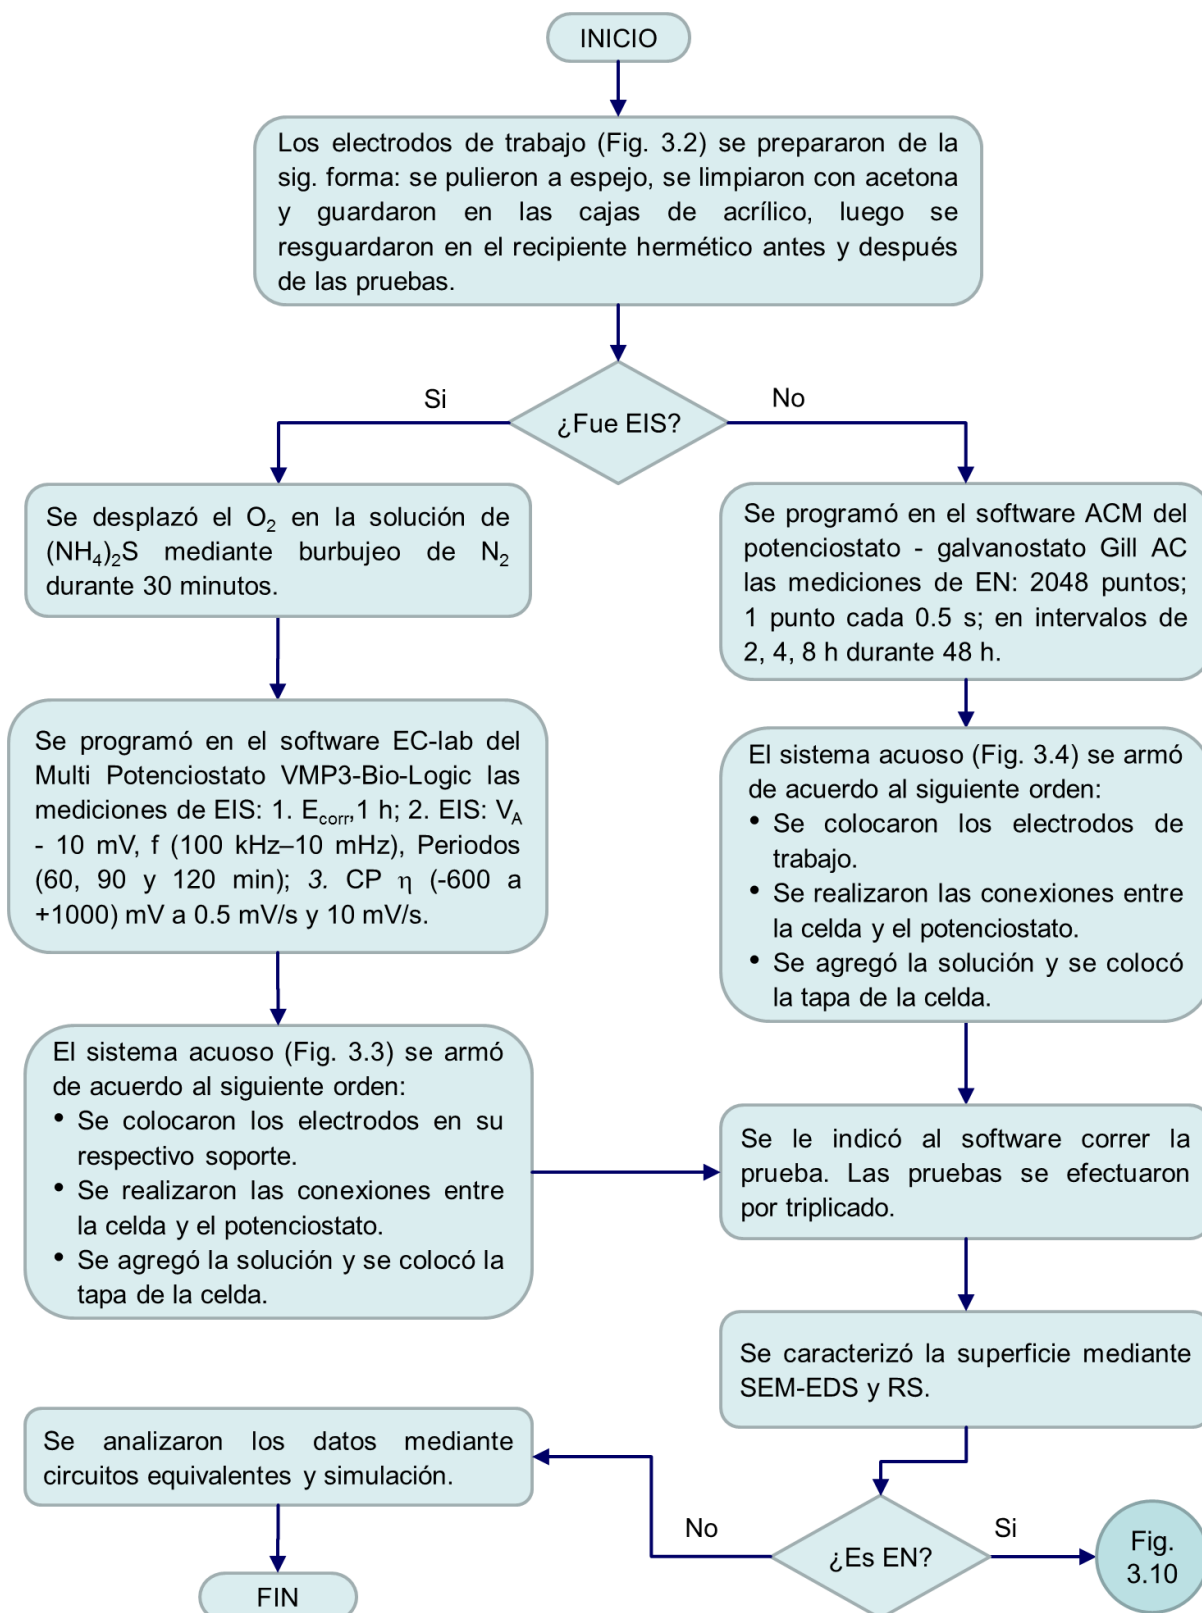 INICIO
Los electrodos de trabajo (Fig. 3.2) se prepararon de la
sig. forma: se pulieron a espejo, se limpiaron con acetona
y guardaron en las cajas de acrílico, luego se
resguardaron en el recipiente hermético antes y después
de las pruebas.
¿Fue EIS?
Si
No
Se desplazó el O₂ en la solución de
(NH₄)₂S mediante burbujeo de N₂
durante 30 minutos.
Se programó en el software EC-lab del
Multi Potenciostato VMP3-Bio-Logic las
mediciones de EIS: 1. E_corr,1 h; 2. EIS: V_A
- 10 mV, f (100 kHz–10 mHz), Periodos
(60, 90 y 120 min); 3. CP η (-600 a
+1000) mV a 0.5 mV/s y 10 mV/s.
El sistema acuoso (Fig. 3.3) se armó
de acuerdo al siguiente orden:
• Se colocaron los electrodos en su
respectivo soporte.
• Se realizaron las conexiones entre
la celda y el potenciostato.
• Se agregó la solución y se colocó la
tapa de la celda.
Se programó en el software ACM del
potenciostato - galvanostato Gill AC
las mediciones de EN: 2048 puntos;
1 punto cada 0.5 s; en intervalos de
2, 4, 8 h durante 48 h.
El sistema acuoso (Fig. 3.4) se armó
de acuerdo al siguiente orden:
• Se colocaron los electrodos de
trabajo.
• Se realizaron las conexiones entre
la celda y el potenciostato.
• Se agregó la solución y se colocó
la tapa de la celda.
Se le indicó al software correr la
prueba. Las pruebas se efectuaron
por triplicado.
Se caracterizó la superficie mediante
SEM-EDS y RS.
¿Es EN?
No
Si
Fig.
3.10
Se analizaron los datos mediante
circuitos equivalentes y simulación.
FIN